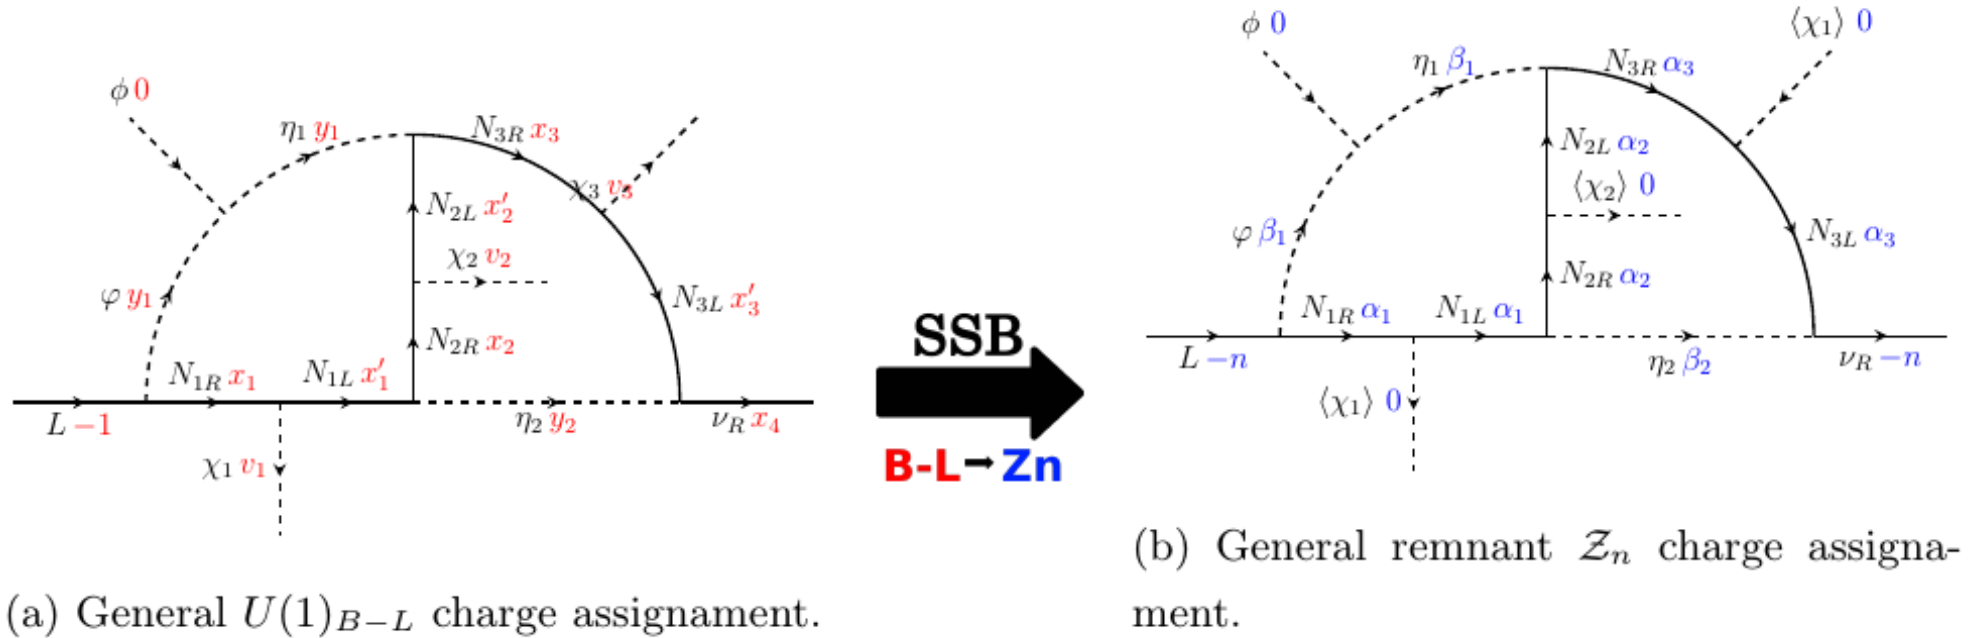 ϕ 0
η₁ y₁
N₃R x₃
N₂L x′₂
χ₃ v₃
χ₂ v₂
φ y₁
N₃L x′₃
N₂R x₂
N₁R x₁
N₁L x′₁
L −1
η₂ y₂
ν_R x₄
χ₁ v₁
(a) General U(1)_{B−L} charge assignament.
SSB
B-L→Zn
ϕ 0
⟨χ₁⟩ 0
η₁ β₁
N₃R α₃
N₂L α₂
⟨χ₂⟩ 0
φ β₁
N₃L α₃
N₂R α₂
N₁R α₁
N₁L α₁
L −n
η₂ β₂
ν_R −n
⟨χ₁⟩ 0
(b) General remnant 𝒵ₙ charge assigna-
ment.